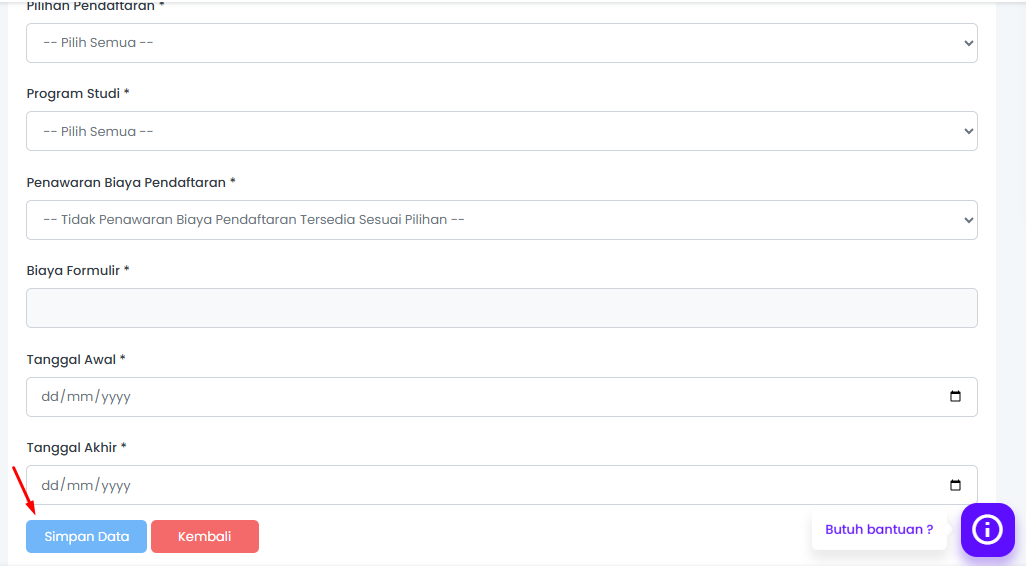 Pilihan Pendaftaran *
-- Pilih Semua --
Program Studi *
-- Pilih Semua --
Penawaran Biaya Pendaftaran *
-- Tidak Penawaran Biaya Pendaftaran Tersedia Sesuai Pilihan --
Biaya Formulir *
Tanggal Awal *
dd/mm/yyyy
Tanggal Akhir *
dd/mm/yyyy
Simpan Data
Kembali
Butuh bantuan ?